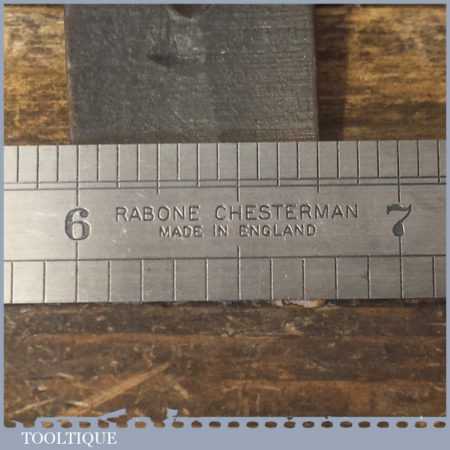 6 RABONE CHESTERMAN 7
MADE IN ENGLAND
TOOLTIQUE